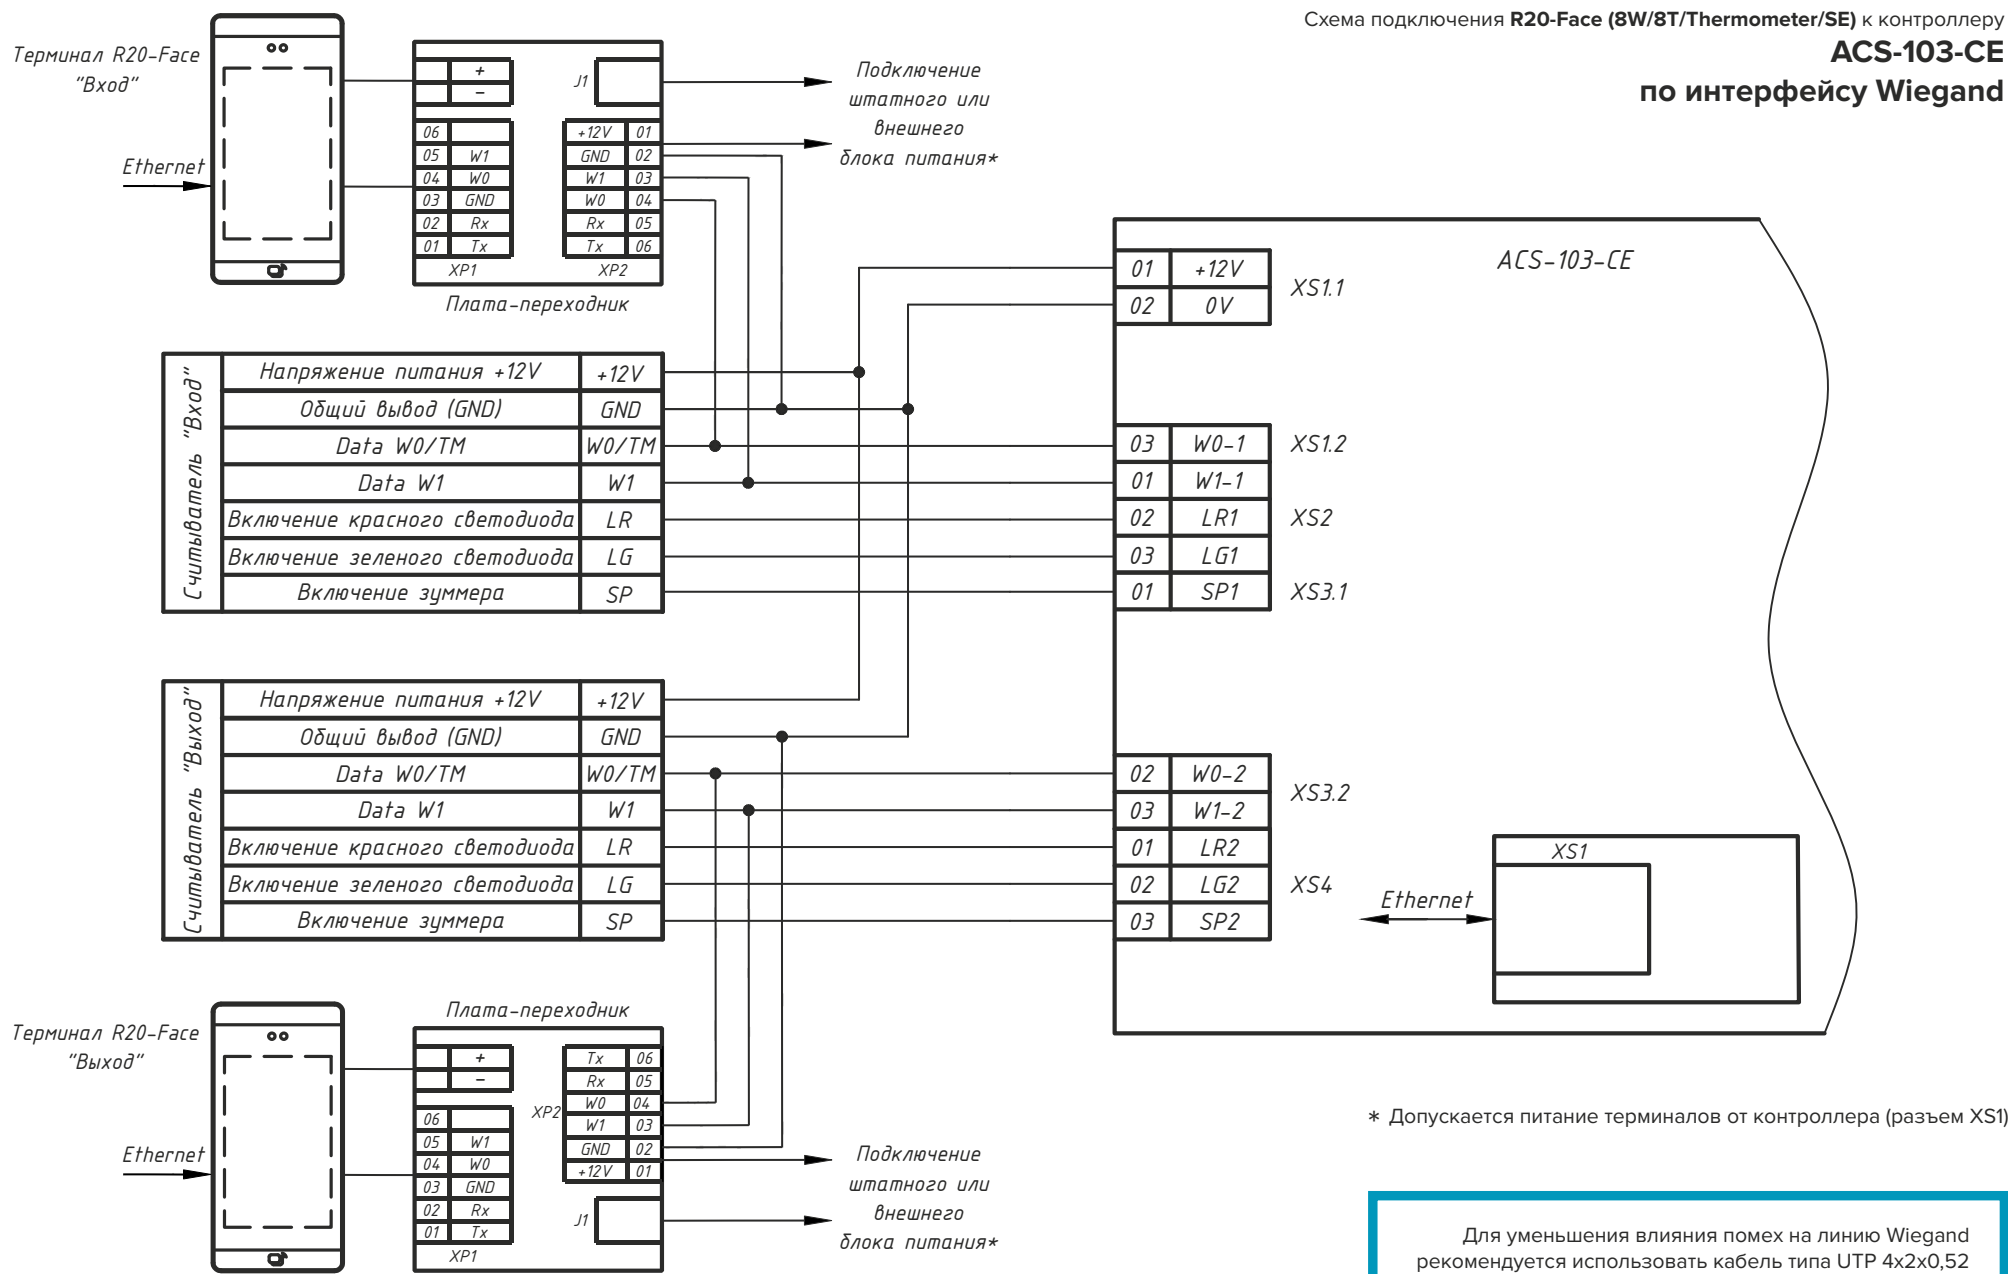 Схема подключения R20-Face (8W/8T/Thermometer/SE) к контроллеру
ACS-103-CE
по интерфейсу Wiegand
Терминал R20-Face
"Вход"
Ethernet
+
−
06
05 W1
04 W0
03 GND
02 Rx
01 Tx
XP1
J1
+12V 01
GND 02
W1 03
W0 04
Rx 05
Tx 06
XP2
Плата-переходник
Подключение
штатного или
внешнего
блока питания*
Считыватель "Вход"
Напряжение питания +12V +12V
Общий вывод (GND) GND
Data W0/TM W0/TM
Data W1 W1
Включение красного светодиода LR
Включение зеленого светодиода LG
Включение зуммера SP
ACS-103-CE
01 +12V
02 0V
XS1.1
03 W0-1
01 W1-1
XS1.2
02 LR1
03 LG1
XS2
01 SP1
XS3.1
Считыватель "Выход"
Напряжение питания +12V +12V
Общий вывод (GND) GND
Data W0/TM W0/TM
Data W1 W1
Включение красного светодиода LR
Включение зеленого светодиода LG
Включение зуммера SP
02 W0-2
03 W1-2
XS3.2
01 LR2
02 LG2
03 SP2
XS4
Ethernet
XS1
Терминал R20-Face
"Выход"
Ethernet
Плата-переходник
+
−
06
05 W1
04 W0
03 GND
02 Rx
01 Tx
XP1
Tx 06
Rx 05
W0 04
W1 03
GND 02
+12V 01
XP2
J1
Подключение
штатного или
внешнего
блока питания*
* Допускается питание терминалов от контроллера (разъем XS1)
Для уменьшения влияния помех на линию Wiegand
рекомендуется использовать кабель типа UTP 4x2x0,52